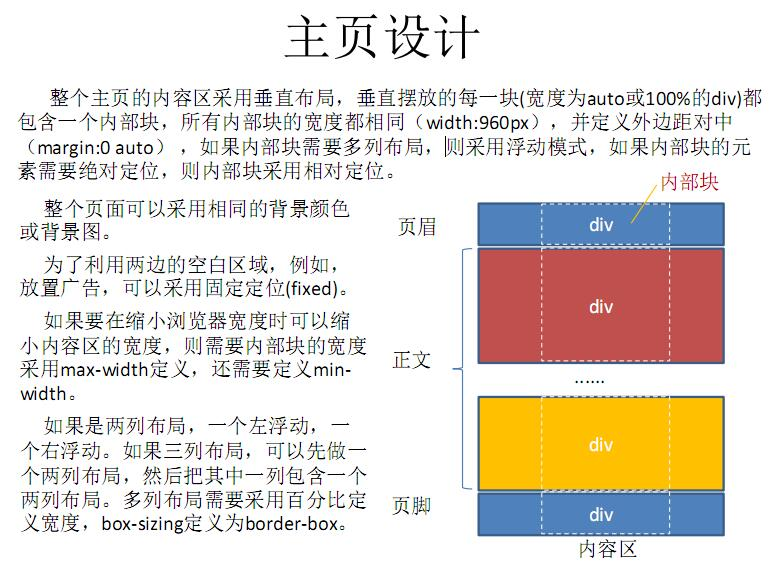 主页设计
整个主页的内容区采用垂直布局，垂直摆放的每一块(宽度为auto或100%的div)都
包含一个内部块，所有内部块的宽度都相同（width:960px），并定义外边距对中
（margin:0 auto），如果内部块需要多列布局，则采用浮动模式，如果内部块的元
素需要绝对定位，则内部块采用相对定位。
整个页面可以采用相同的背景颜色
或背景图。
为了利用两边的空白区域，例如，
放置广告，可以采用固定定位(fixed)。
如果要在缩小浏览器宽度时可以缩
小内容区的宽度，则需要内部块的宽度
采用max-width定义，还需要定义min-
width。
如果是两列布局，一个左浮动，一
个右浮动。如果三列布局，可以先做一
个两列布局，然后把其中一列包含一个
两列布局。多列布局需要采用百分比定
义宽度，box-sizing定义为border-box。
内部块
页眉
div
div
正文
......
div
页脚
div
内容区